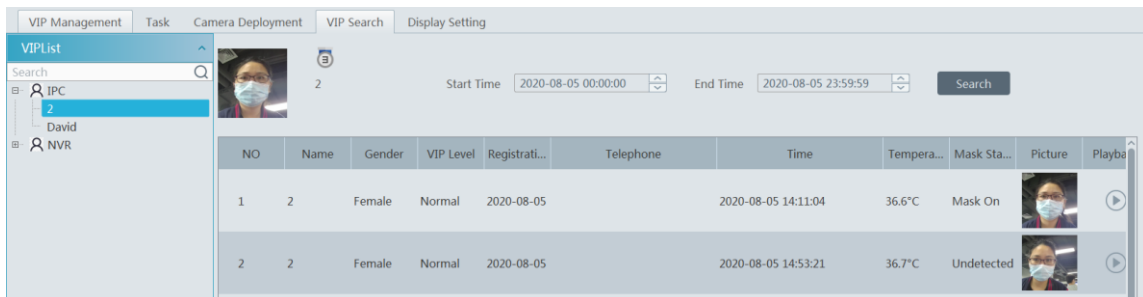 VIP Management Task Camera Deployment VIP Search Display Setting
VIPList
Search
IPC
2
David
NVR
3
2
Start Time 2020-08-05 00:00:00 End Time 2020-08-05 23:59:59 Search
NO Name Gender VIP Level Registrati... Telephone Time Tempera... Mask Sta... Picture Playba
1 2 Female Normal 2020-08-05 2020-08-05 14:11:04 36.6°C Mask On
2 2 Female Normal 2020-08-05 2020-08-05 14:53:21 36.7°C Undetected